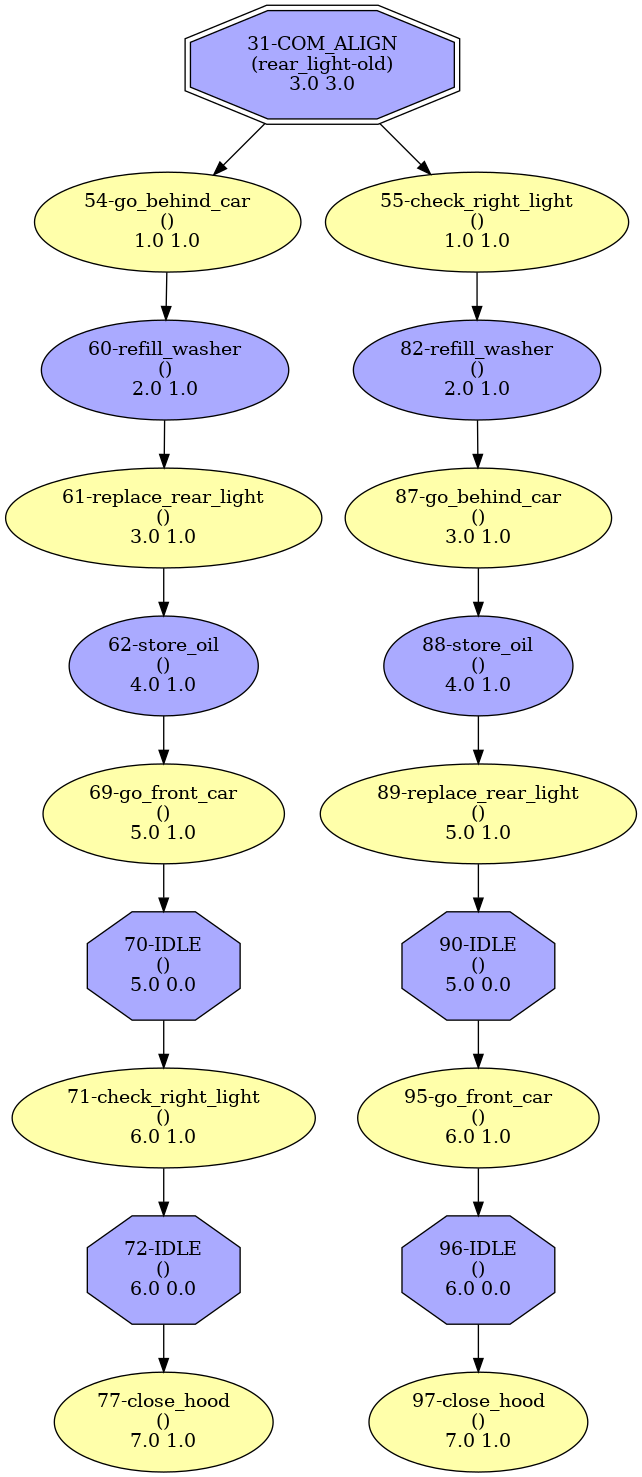 31-COM_ALIGN
(rear_light-old)
3.0 3.0
54-go_behind_car
()
1.0 1.0
55-check_right_light
()
1.0 1.0
60-refill_washer
()
2.0 1.0
82-refill_washer
()
2.0 1.0
61-replace_rear_light
()
3.0 1.0
87-go_behind_car
()
3.0 1.0
62-store_oil
()
4.0 1.0
88-store_oil
()
4.0 1.0
69-go_front_car
()
5.0 1.0
89-replace_rear_light
()
5.0 1.0
70-IDLE
()
5.0 0.0
90-IDLE
()
5.0 0.0
71-check_right_light
()
6.0 1.0
95-go_front_car
()
6.0 1.0
72-IDLE
()
6.0 0.0
96-IDLE
()
6.0 0.0
77-close_hood
()
7.0 1.0
97-close_hood
()
7.0 1.0